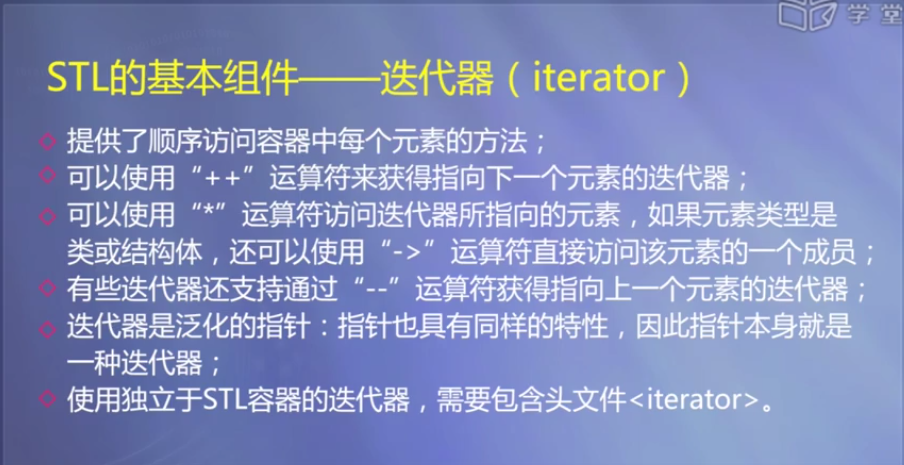 学堂
STL的基本组件——迭代器（iterator）
提供了顺序访问容器中每个元素的方法；
可以使用“++”运算符来获得指向下一个元素的迭代器；
可以使用“*”运算符访问迭代器所指向的元素，如果元素类型是
类或结构体，还可以使用“->”运算符直接访问该元素的一个成员；
有些迭代器还支持通过“--”运算符获得指向上一个元素的迭代器；
迭代器是泛化的指针：指针也具有同样的特性，因此指针本身就是
一种迭代器；
使用独立于STL容器的迭代器，需要包含头文件<iterator>。